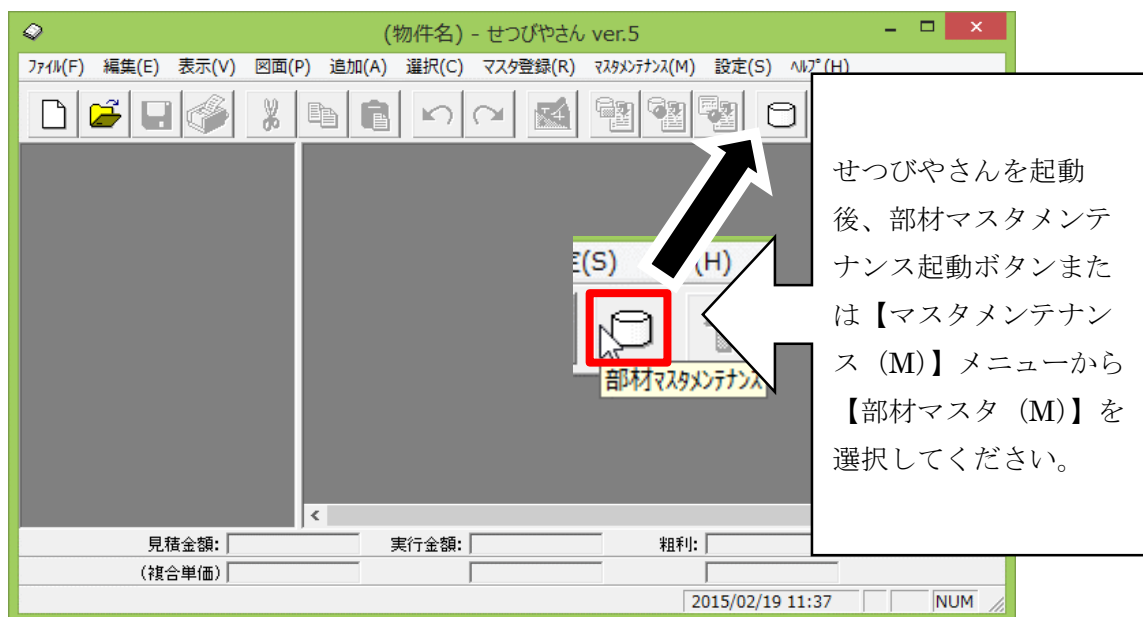 (物件名) - せつびやさん ver.5
ﾌｧｲﾙ(F) 編集(E) 表示(V) 図面(P) 追加(A) 選択(C) マスタ登録(R) ﾏｽﾀﾒﾝﾃﾅﾝｽ(M) 設定(S) ﾍﾙﾌﾟ(H)
せつびやさんを起動
後、部材マスタメンテ
ナンス起動ボタンまた
は【マスタメンテナン
ス（M)】メニューから
【部材マスタ（M)】を
選択してください。
(S) (H)
部材ﾏｽﾀﾒﾝﾃﾅﾝｽ
見積金額: 実行金額: 粗利:
(複合単価)
2015/02/19 11:37 NUM